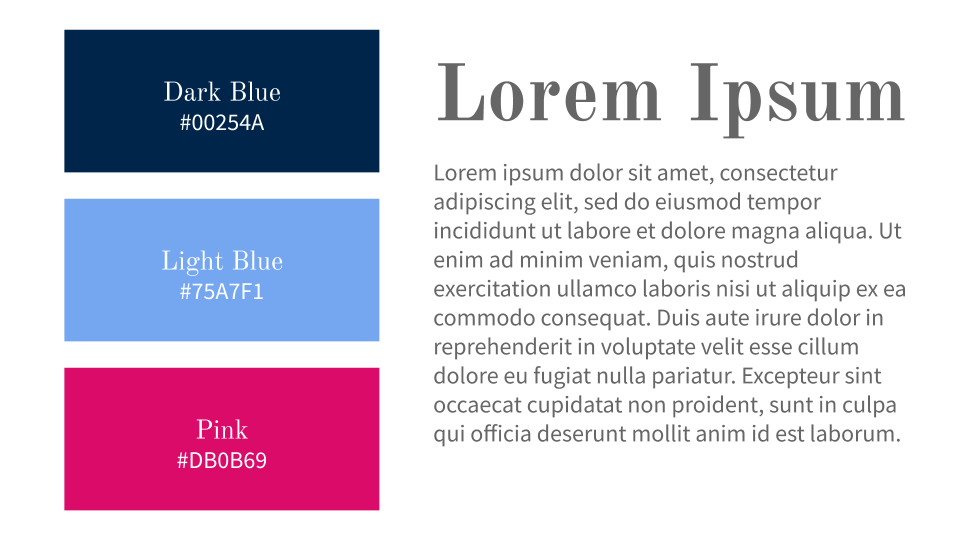 Dark Blue
#00254A
Light Blue
#75A7F1
Pink
#DB0B69
Lorem Ipsum
Lorem ipsum dolor sit amet, consectetur
adipiscing elit, sed do eiusmod tempor
incididunt ut labore et dolore magna aliqua. Ut
enim ad minim veniam, quis nostrud
exercitation ullamco laboris nisi ut aliquip ex ea
commodo consequat. Duis aute irure dolor in
reprehenderit in voluptate velit esse cillum
dolore eu fugiat nulla pariatur. Excepteur sint
occaecat cupidatat non proident, sunt in culpa
qui officia deserunt mollit anim id est laborum.